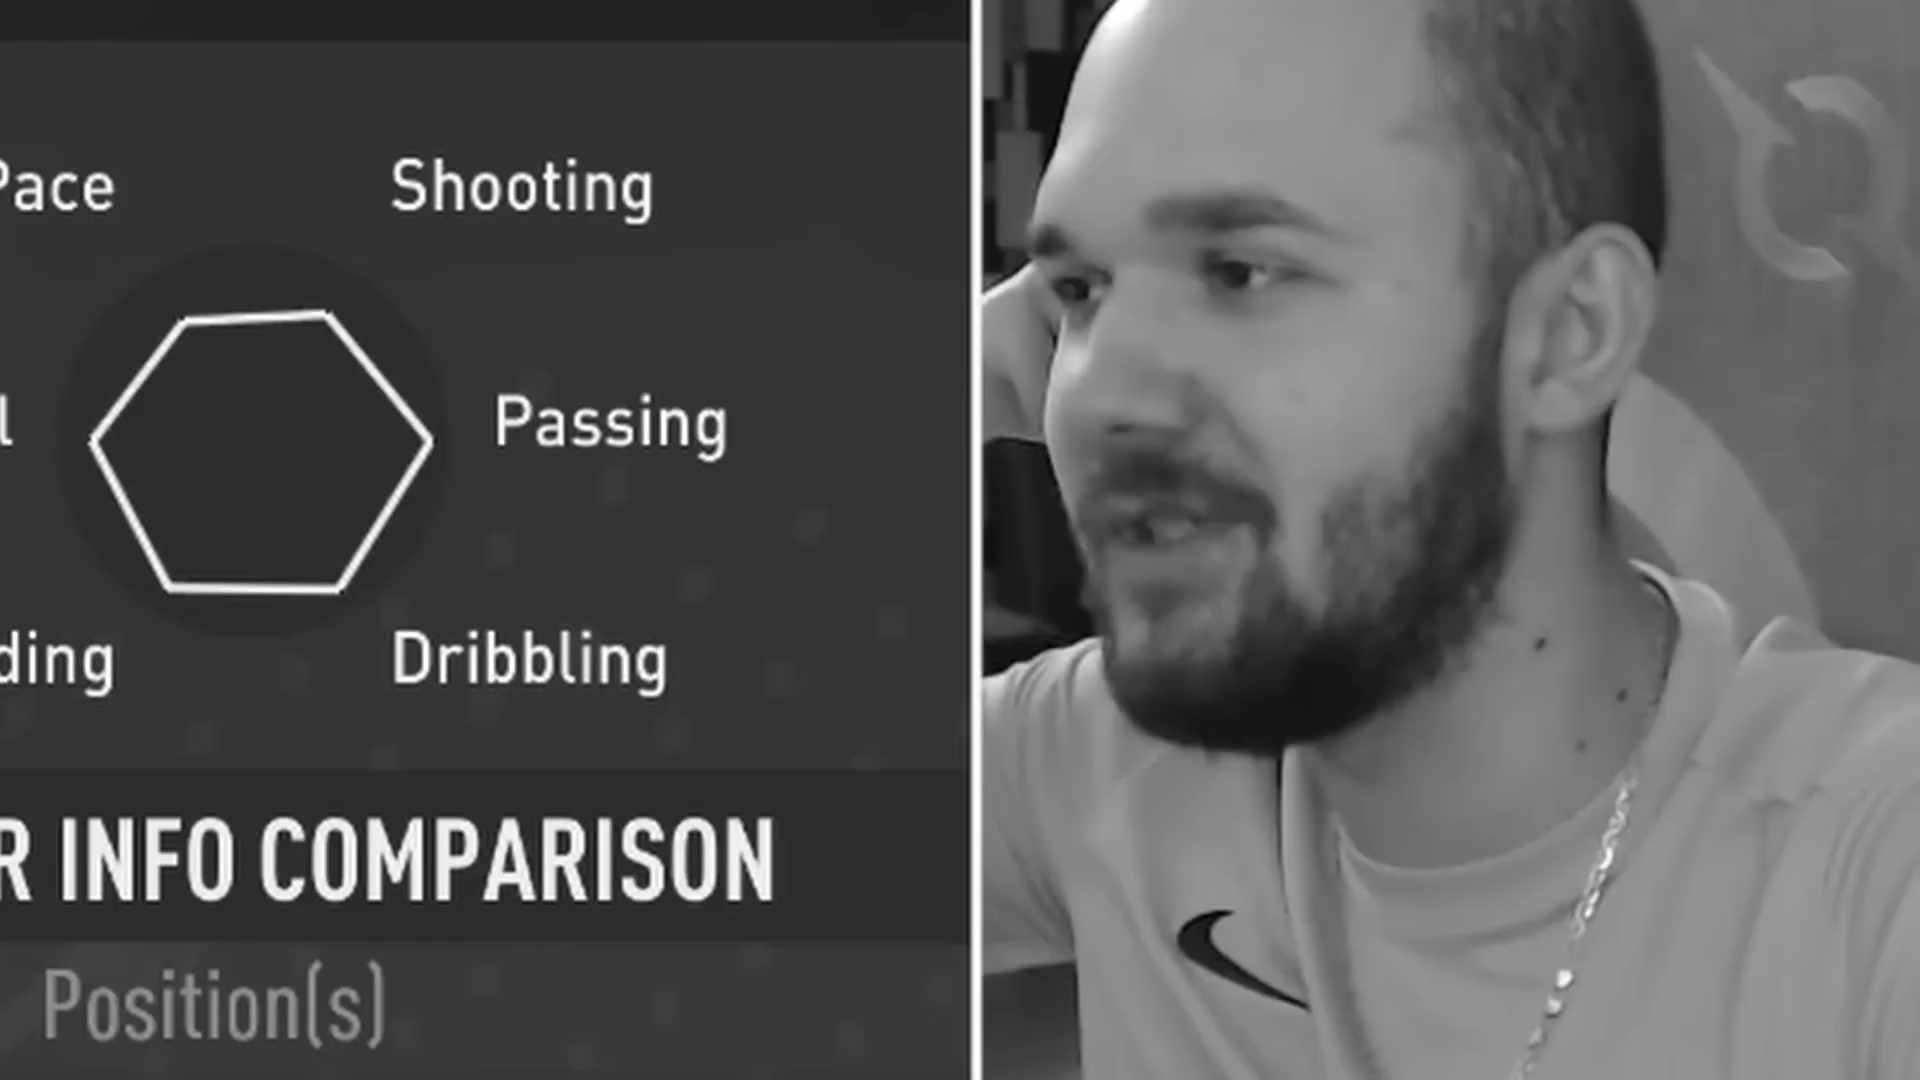 Pace
Shooting
l
Passing
ding
Dribbling
R INFO COMPARISON
Position(s)